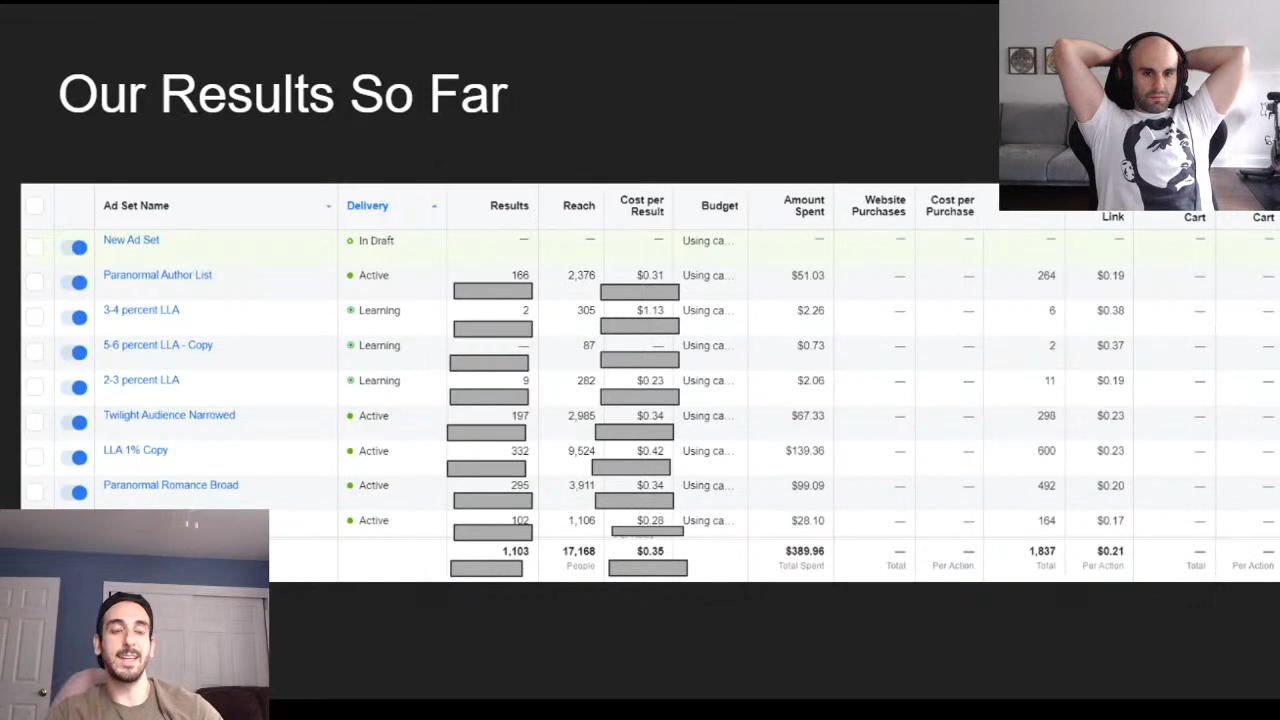 Our Results So Far
Ad Set Name Delivery Results Reach Cost per Result Budget Amount Spent Website Purchases Cost per Purchase Link Cart Cart
New Ad Set In Draft — — — Using ca... — — — — — — —
Paranormal Author List Active 166 2,376 $0.31 Using ca... $51.03 — — 264 $0.19 — —
3-4 percent LLA Learning 2 305 $1.13 Using ca... $2.26 — — 6 $0.38 — —
5-6 percent LLA - Copy Learning — 87 — Using ca... $0.73 — — 2 $0.37 — —
2-3 percent LLA Learning 9 282 $0.23 Using ca... $2.06 — — 11 $0.19 — —
Twilight Audience Narrowed Active 197 2,985 $0.34 Using ca... $67.33 — — 298 $0.23 — —
LLA 1% Copy Active 332 9,524 $0.42 Using ca... $139.36 — — 600 $0.23 — —
Paranormal Romance Broad Active 295 3,911 $0.34 Using ca... $99.09 — — 492 $0.20 — —
Active 102 1,106 $0.28 Using ca... $28.10 — — 164 $0.17 — —
1,103 17,168 $0.35 $389.96 — — 1,837 $0.21 — —
People Total Spent Total Per Action Total Per Action Total Per Action